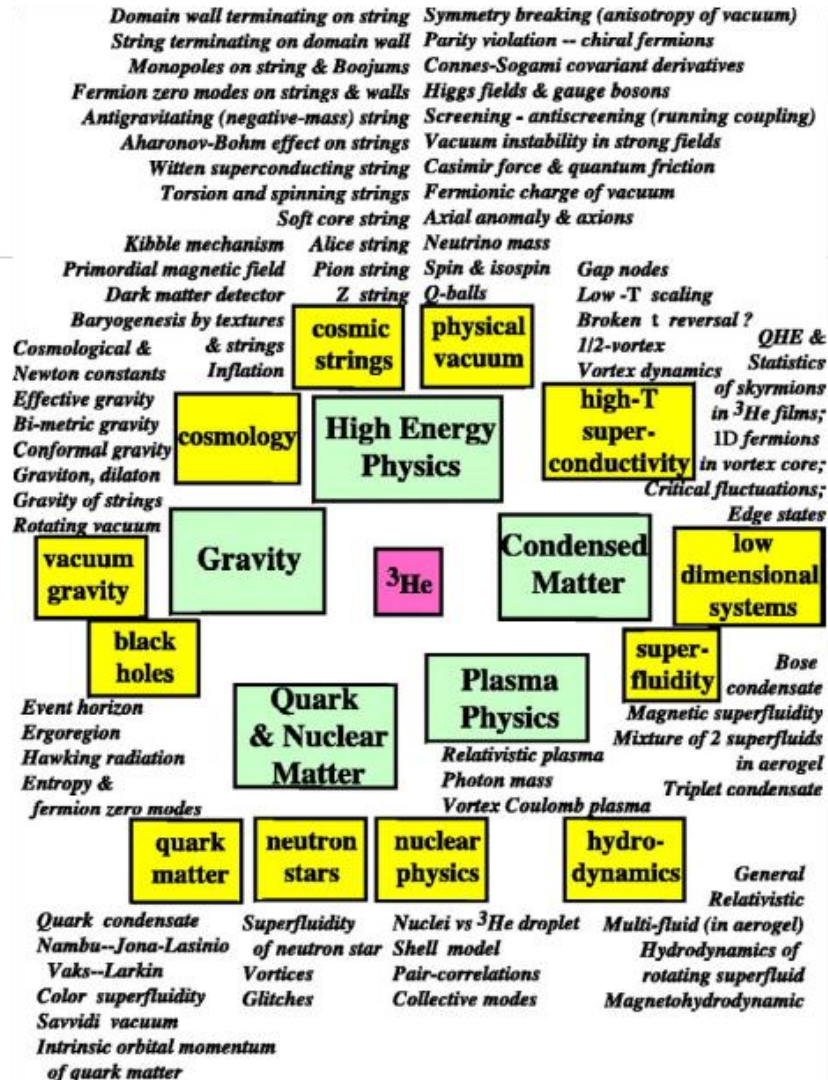 Domain wall terminating on string
String terminating on domain wall
Monopoles on string & Boojums
Fermion zero modes on strings & walls
Antigravitating (negative-mass) string
Aharonov-Bohm effect on strings
Witten superconducting string
Torsion and spinning strings
Soft core string
Alice string
Pion string
Z string
Symmetry breaking (anisotropy of vacuum)
Parity violation -- chiral fermions
Connes-Sogami covariant derivatives
Higgs fields & gauge bosons
Screening - antiscreening (running coupling)
Vacuum instability in strong fields
Casimir force & quantum friction
Fermionic charge of vacuum
Axial anomaly & axions
Neutrino mass
Spin & isospin
Q-balls
Kibble mechanism
Primordial magnetic field
Dark matter detector
Baryogenesis by textures
& strings
Inflation
Gap nodes
Low -T scaling
Broken t reversal ?
1/2-vortex
Vortex dynamics
cosmic
strings
physical
vacuum
Cosmological &
Newton constants
Effective gravity
Bi-metric gravity
Conformal gravity
Graviton, dilaton
Gravity of strings
Rotating vacuum
cosmology
High Energy
Physics
high-T
super-
conductivity
QHE &
Statistics
of skyrmions
in ³He films;
1D fermions
in vortex core;
Critical fluctuations;
Edge states
vacuum
gravity
Gravity
³He
Condensed
Matter
low
dimensional
systems
black
holes
super-
fluidity
Event horizon
Ergoregion
Hawking radiation
Entropy &
fermion zero modes
Quark
& Nuclear
Matter
Plasma
Physics
Relativistic plasma
Photon mass
Vortex Coulomb plasma
Bose
condensate
Magnetic superfluidity
Mixture of 2 superfluids
in aerogel
Triplet condensate
quark
matter
neutron
stars
nuclear
physics
hydro-
dynamics
Quark condensate
Nambu--Jona-Lasinio
Vaks--Larkin
Color superfluidity
Savvidi vacuum
Intrinsic orbital momentum
of quark matter
Superfluidity
of neutron star
Vortices
Glitches
Nuclei vs ³He droplet
Shell model
Pair-correlations
Collective modes
General
Relativistic
Multi-fluid (in aerogel)
Hydrodynamics of
rotating superfluid
Magnetohydrodynamic